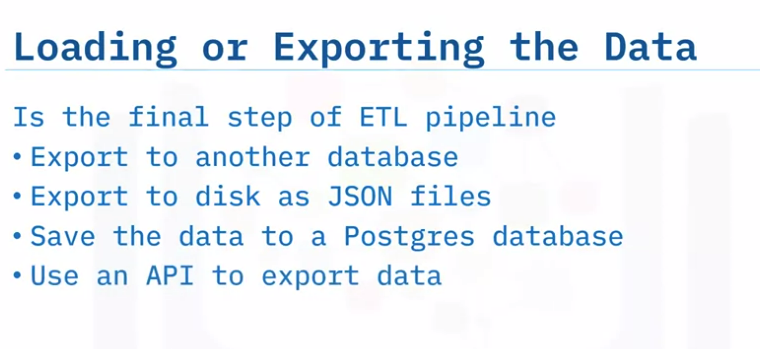 Loading or Exporting the Data
Is the final step of ETL pipeline
• Export to another database
• Export to disk as JSON files
• Save the data to a Postgres database
• Use an API to export data